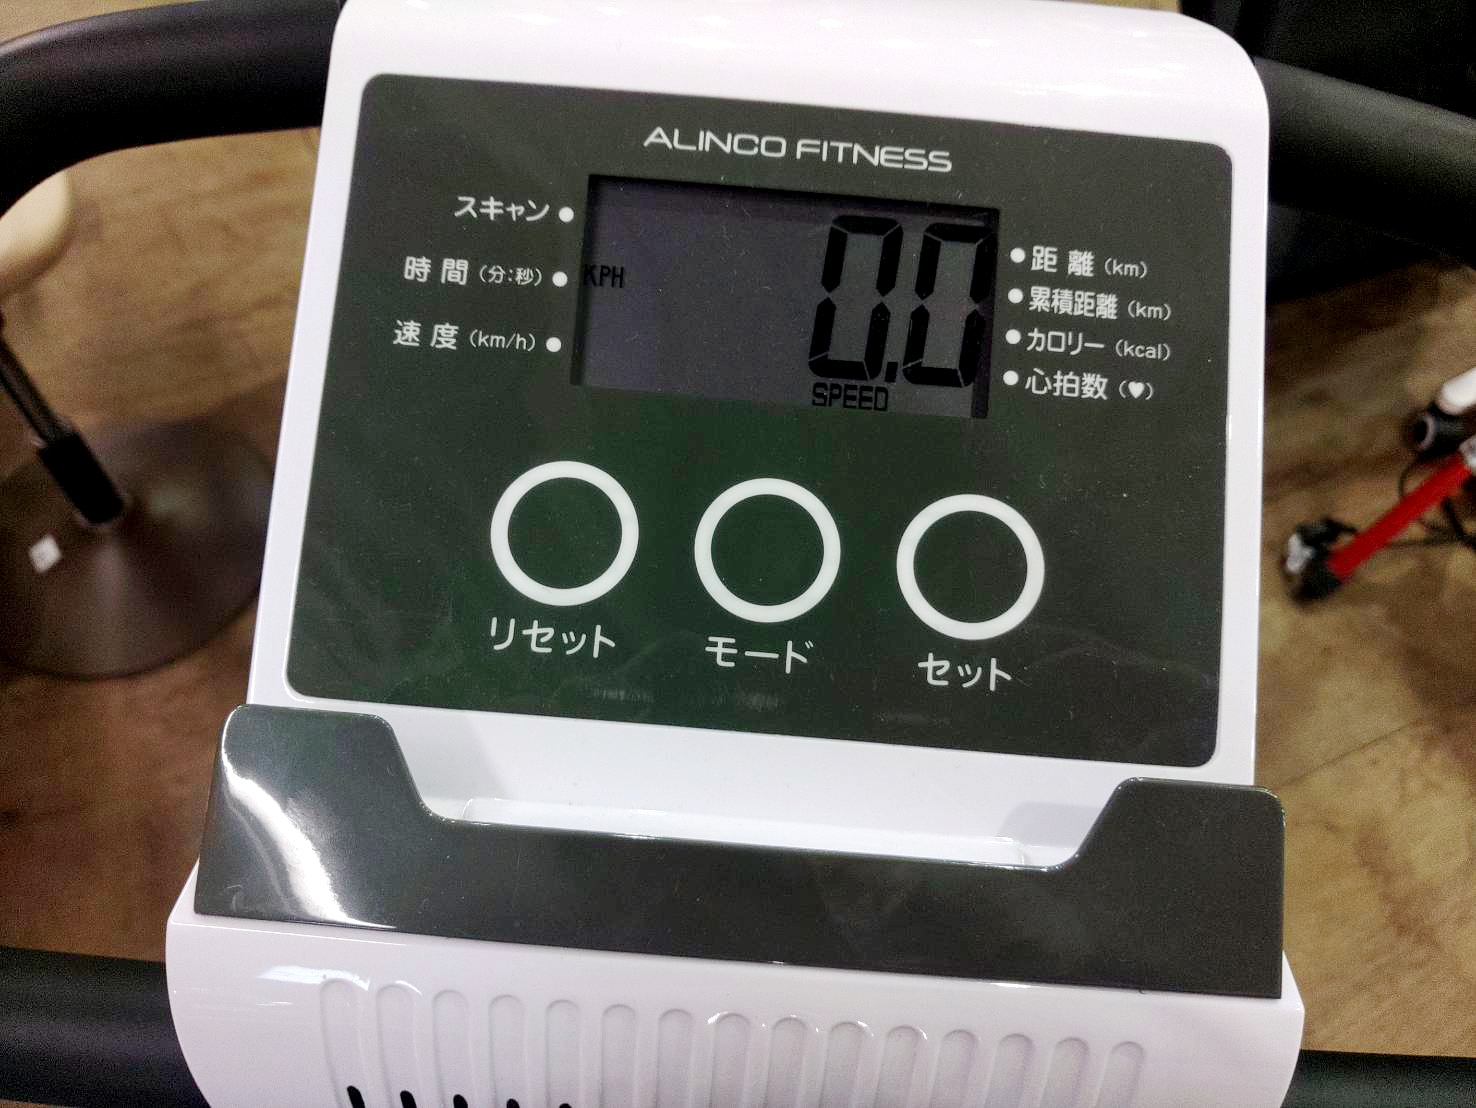 ALINCO FITNESS
スキャン
時間 (分:秒)
速度 (km/h)
KPH
0.0
SPEED
距離 (km)
累積距離 (km)
カロリー (kcal)
心拍数 (♥)
リセット
モード
セット